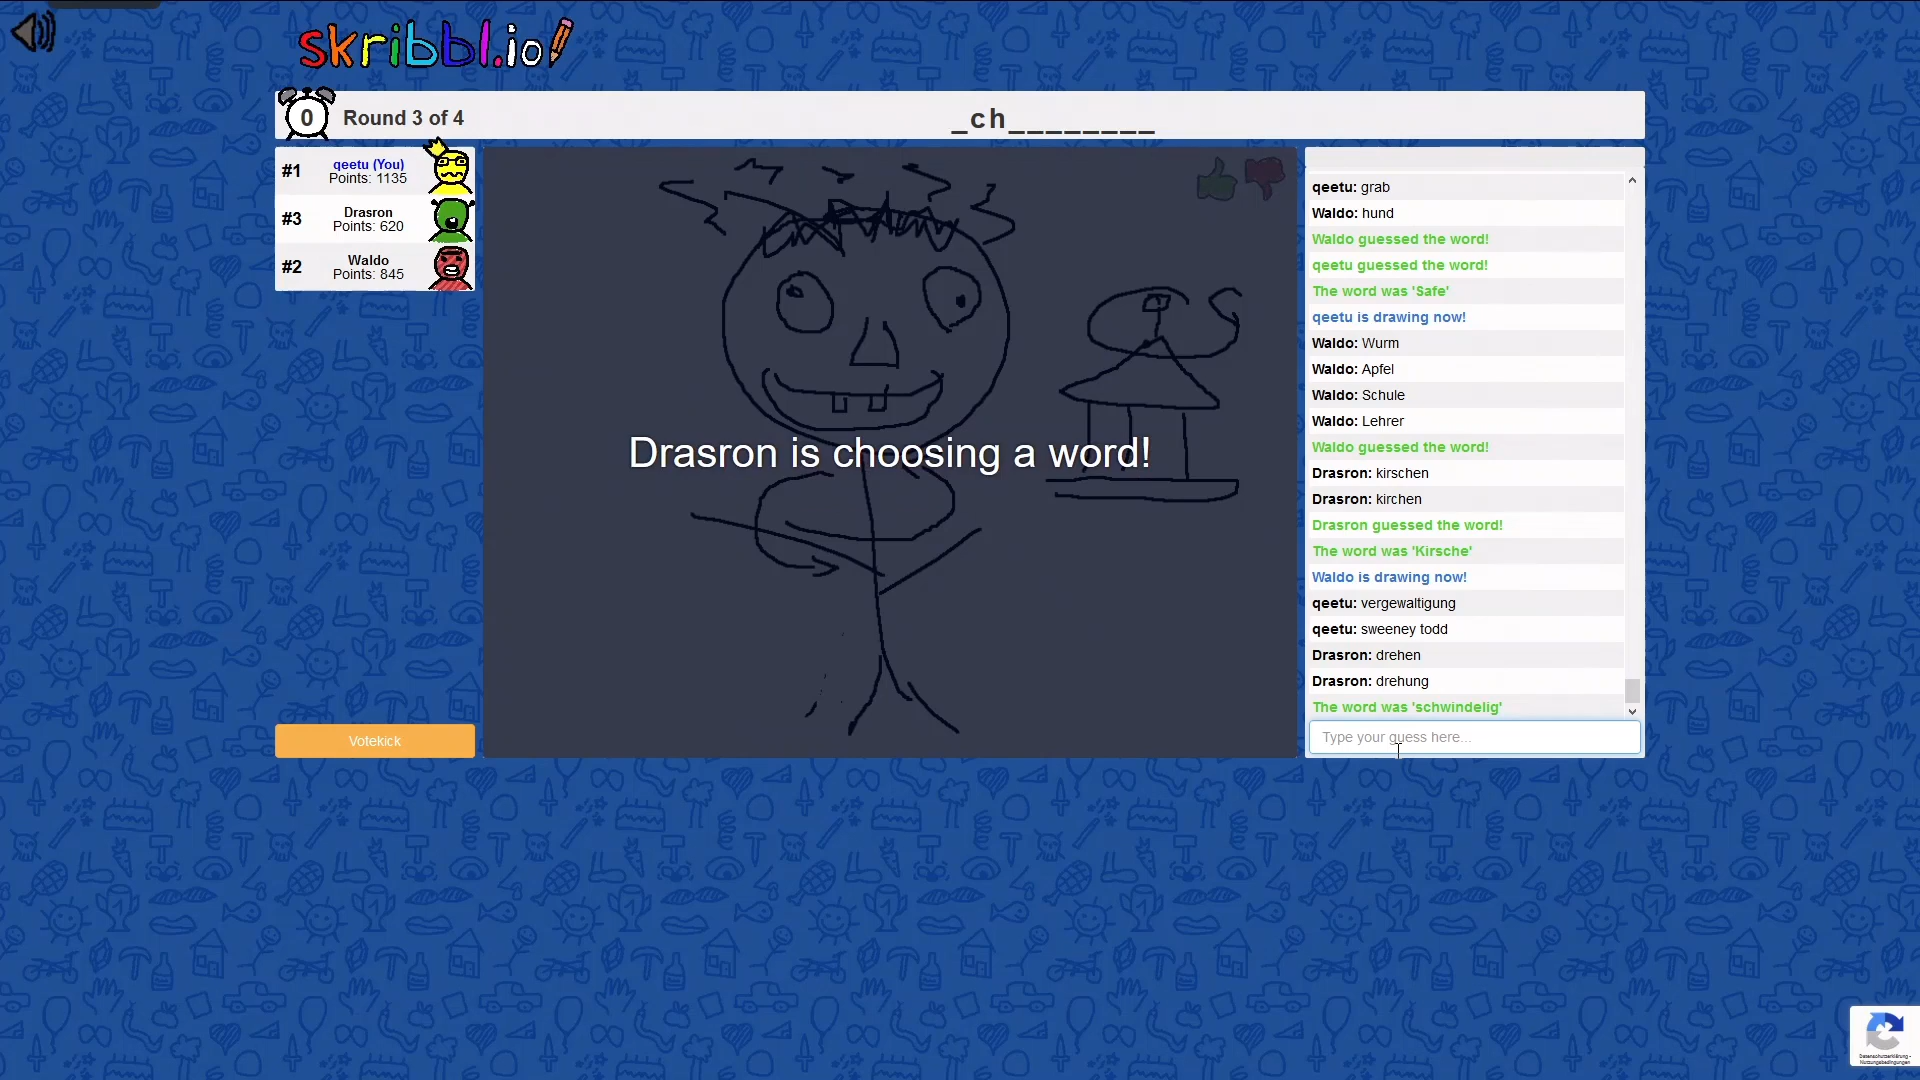 skribbl.io
0
Round 3 of 4
_ch________
#1
qeetu (You)
Points: 1135
#3
Drasron
Points: 620
#2
Waldo
Points: 845
Votekick
Drasron is choosing a word!
qeetu: grab
Waldo: hund
Waldo guessed the word!
qeetu guessed the word!
The word was 'Safe'
qeetu is drawing now!
Waldo: Wurm
Waldo: Apfel
Waldo: Schule
Waldo: Lehrer
Waldo guessed the word!
Drasron: kirschen
Drasron: kirchen
Drasron guessed the word!
The word was 'Kirsche'
Waldo is drawing now!
qeetu: vergewaltigung
qeetu: sweeney todd
Drasron: drehen
Drasron: drehung
The word was 'schwindelig'
Type your guess here...
Datenschutzerklärung -
Nutzungsbedingungen